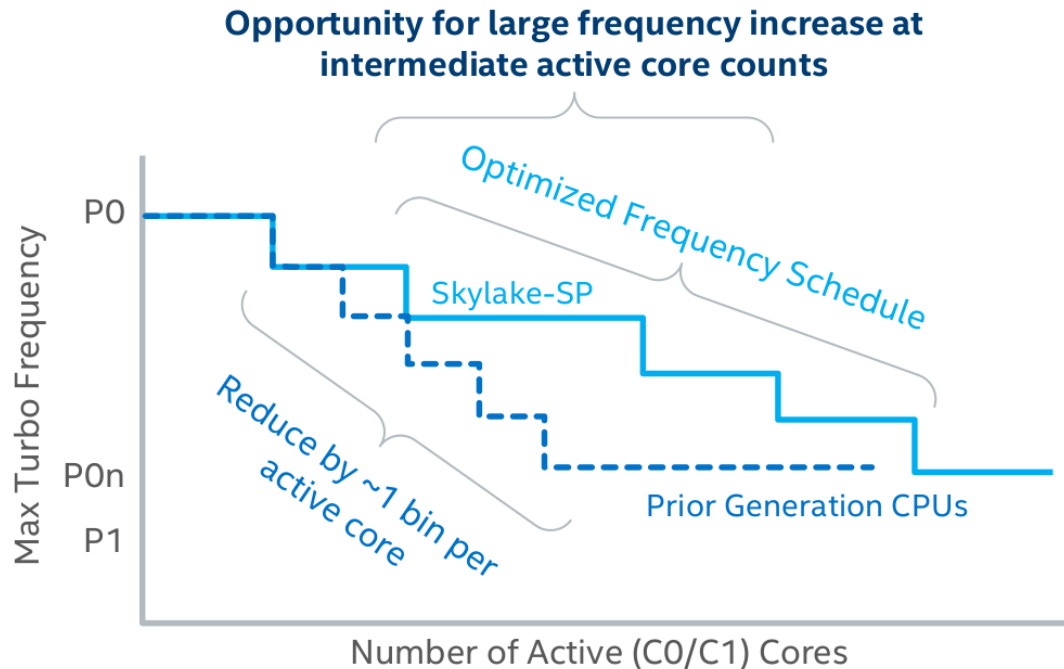 Opportunity for large frequency increase at
intermediate active core counts
Optimized Frequency Schedule
P0
Skylake-SP
Max Turbo Frequency
Reduce by ~1 bin per
active core
P0n
Prior Generation CPUs
P1
Number of Active (C0/C1) Cores